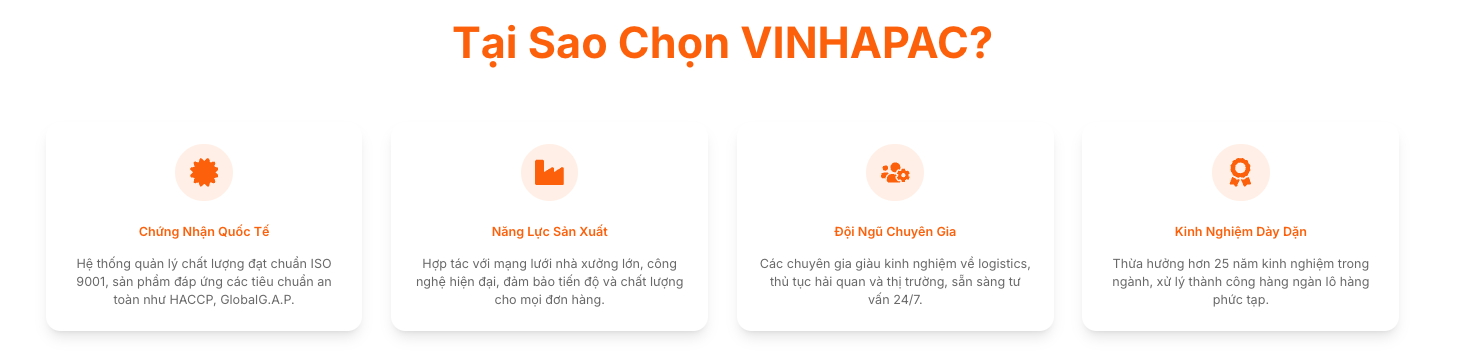 Tại Sao Chọn VINHAPAC?
Chứng Nhận Quốc Tế
Hệ thống quản lý chất lượng đạt chuẩn ISO
9001, sản phẩm đáp ứng các tiêu chuẩn an
toàn như HACCP, GlobalG.A.P.
Năng Lực Sản Xuất
Hợp tác với mạng lưới nhà xưởng lớn, công
nghệ hiện đại, đảm bảo tiến độ và chất lượng
cho mọi đơn hàng.
Đội Ngũ Chuyên Gia
Các chuyên gia giàu kinh nghiệm về logistics,
thủ tục hải quan và thị trường, sẵn sàng tư
vấn 24/7.
Kinh Nghiệm Dày Dặn
Thừa hưởng hơn 25 năm kinh nghiệm trong
ngành, xử lý thành công hàng ngàn lô hàng
phức tạp.